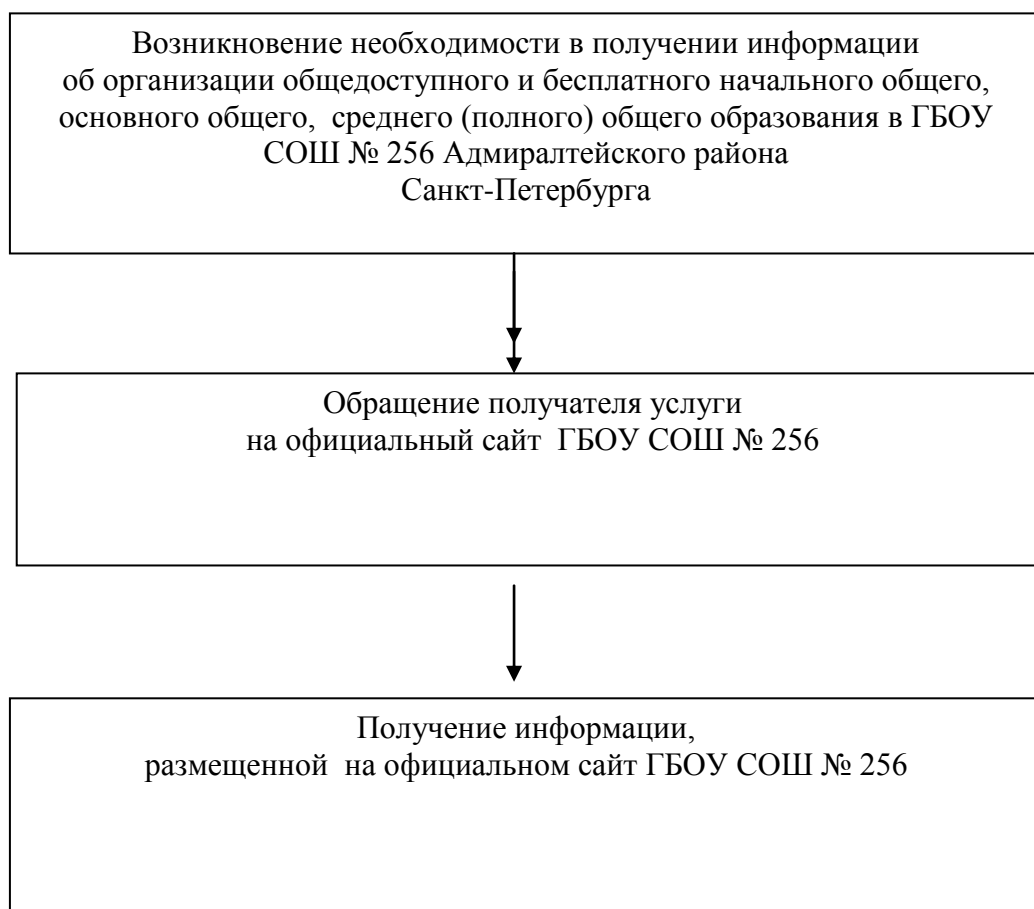 Возникновение необходимости в получении информации
об организации общедоступного и бесплатного начального общего,
основного общего, среднего (полного) общего образования в ГБОУ
СОШ № 256 Адмиралтейского района
Санкт-Петербурга
Обращение получателя услуги
на официальный сайт ГБОУ СОШ № 256
Получение информации,
размещенной на официальном сайт ГБОУ СОШ № 256